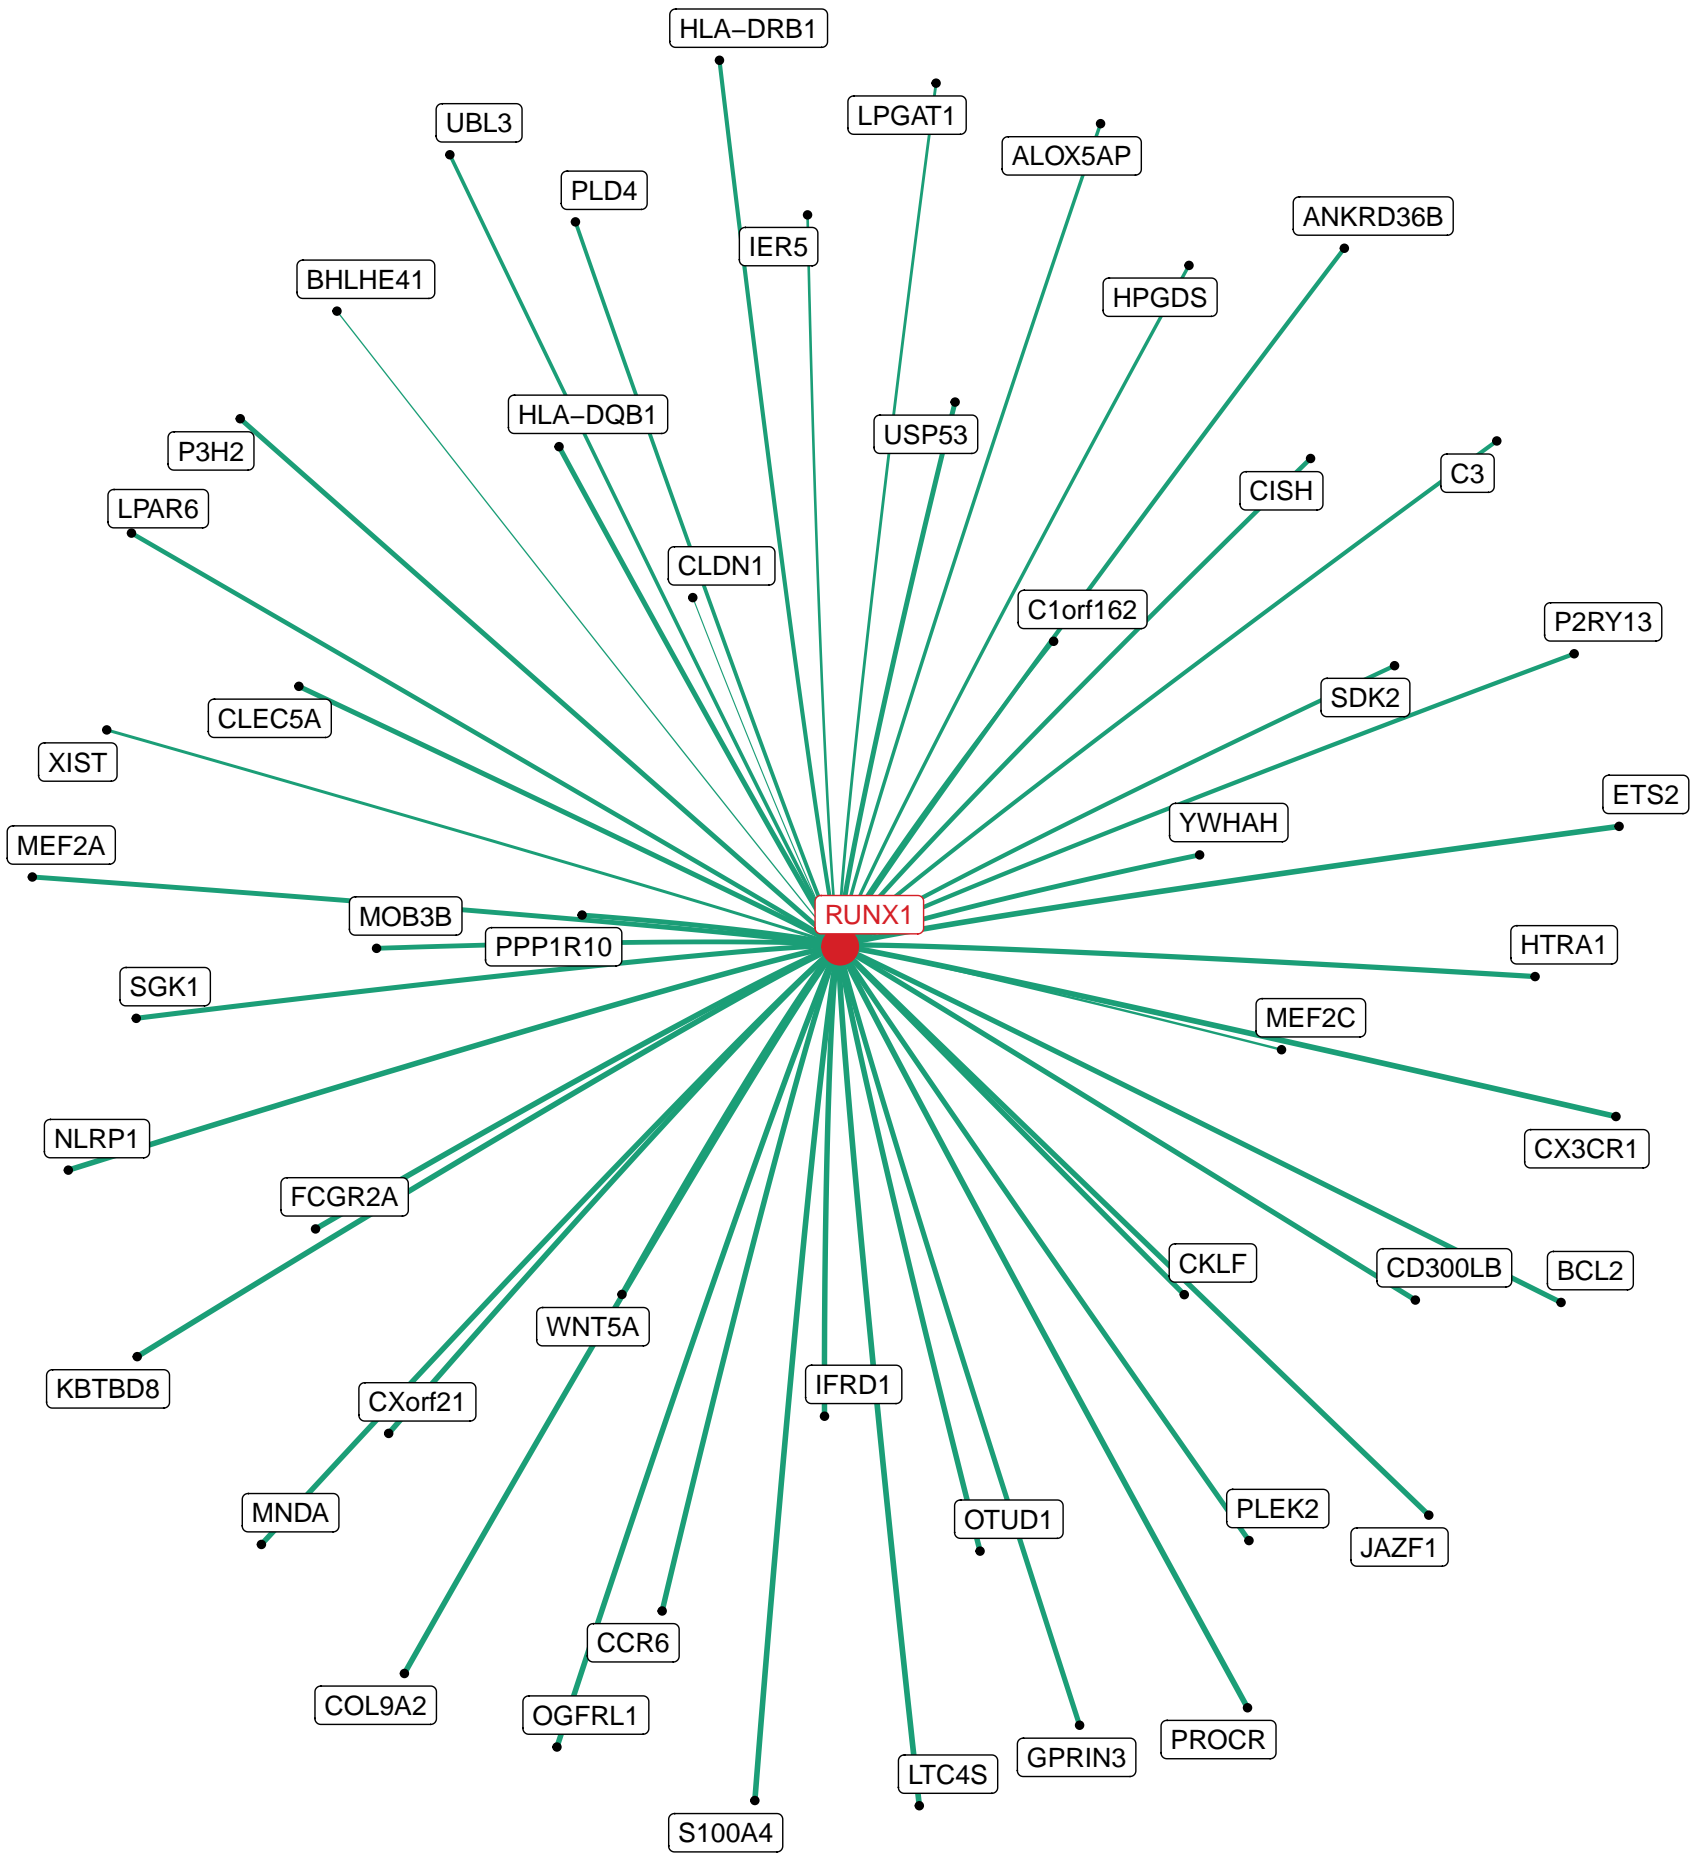 HLA−DRB1
LPGAT1
UBL3
ALOX5AP
PLD4
ANKRD36B
IER5
BHLHE41
HPGDS
HLA−DQB1
USP53
P3H2
C3
CISH
LPAR6
CLDN1
C1orf162
P2RY13
SDK2
CLEC5A
XIST
ETS2
YWHAH
MEF2A
RUNX1
MOB3B
HTRA1
PPP1R10
SGK1
MEF2C
NLRP1
CX3CR1
FCGR2A
CKLF
CD300LB
BCL2
WNT5A
IFRD1
KBTBD8
CXorf21
PLEK2
MNDA
OTUD1
JAZF1
CCR6
COL9A2
OGFRL1
PROCR
GPRIN3
LTC4S
S100A4